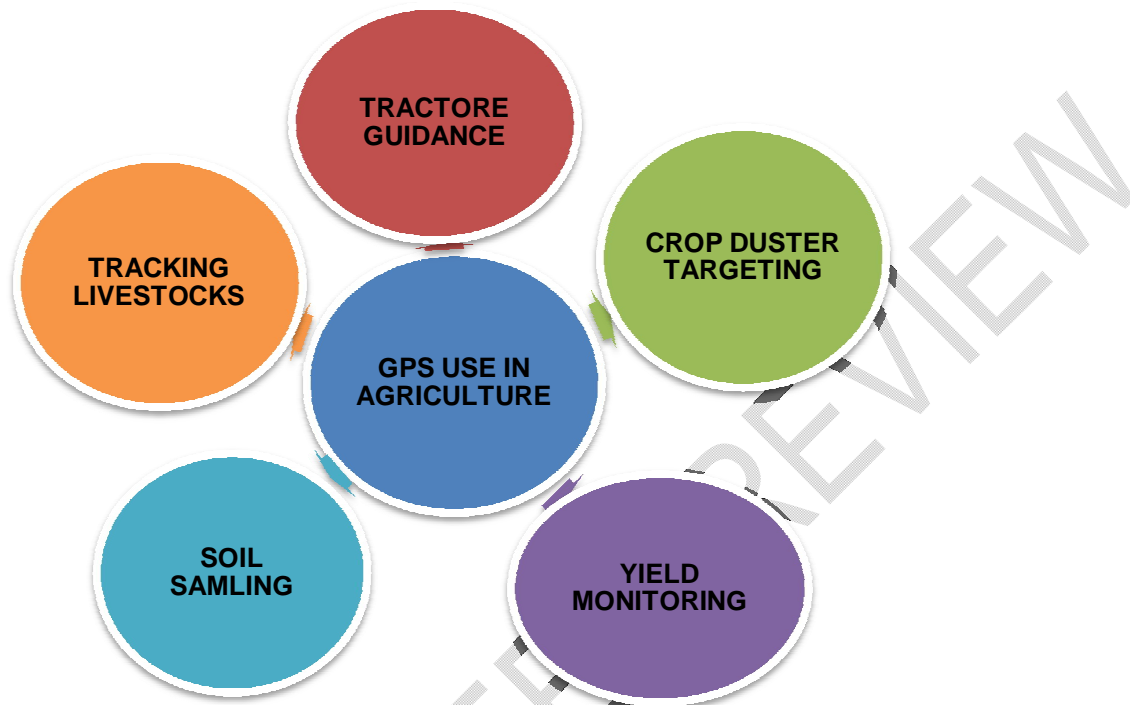 TRACTORE
GUIDANCE
CROP DUSTER
TARGETING
TRACKING
LIVESTOCKS
GPS USE IN
AGRICULTURE
SOIL
SAMLING
YIELD
MONITORING
REVIEW